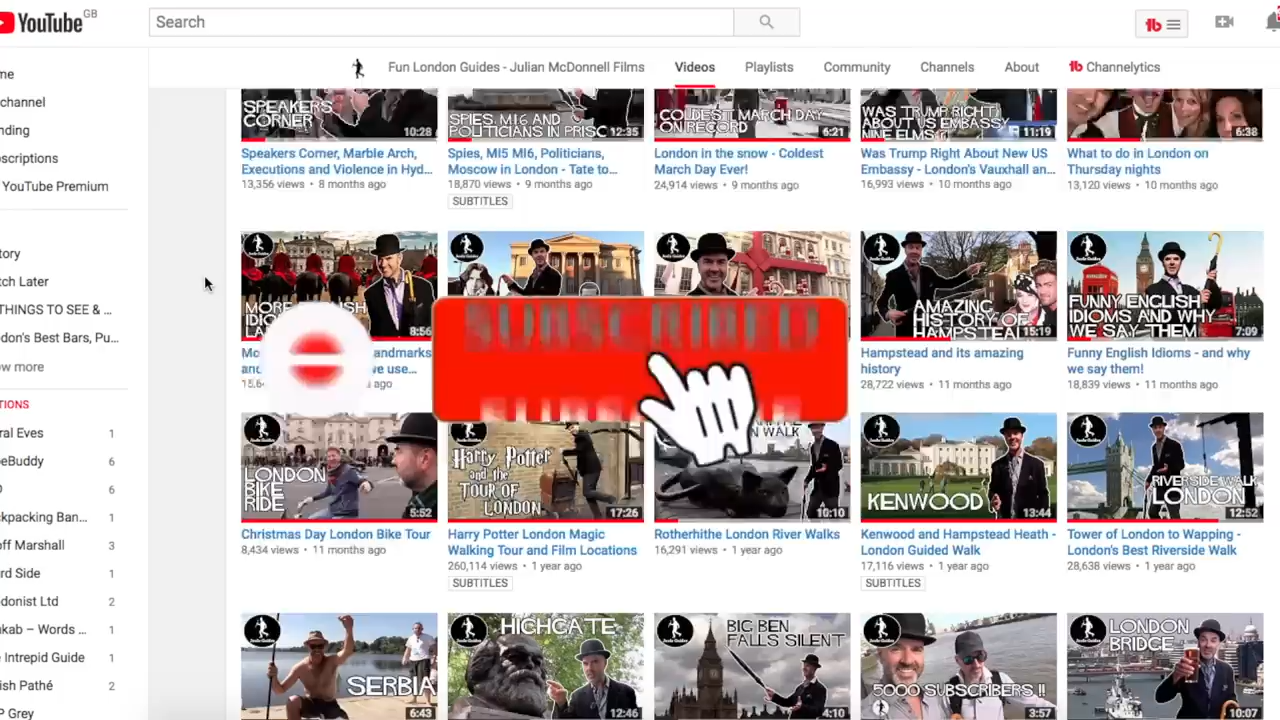 YouTube GB
Search
Fun London Guides - Julian McDonnell Films
Videos
Playlists
Community
Channels
About
Channelytics
me
channel
nding
scriptions
YouTube Premium
tory
tch Later
THINGS TO SEE & ...
don's Best Bars, Pu...
ow more
TIONS
ral Eves 1
eBuddy 6
D 6
ckpacking Ban... 1
off Marshall 3
rd Side 1
donist Ltd 2
ukab – Words ... 1
e Intrepid Guide 1
ish Pathé 2
P Grey
SPEAKERS
CORNER
10:28
Speakers Corner, Marble Arch,
Executions and Violence in Hyd...
13,356 views • 8 months ago
SPIES, MI6 AND
POLITICIANS IN PRISO
12:35
Spies, MI5 MI6, Politicians,
Moscow in London - Tate to...
18,870 views • 9 months ago
SUBTITLES
COLDEST MARCH DAY
ON RECORD
6:21
London in the snow - Coldest
March Day Ever!
24,914 views • 9 months ago
WAS TRUMP RIGHT
ABOUT US EMBASSY
NINE ELMS
11:19
Was Trump Right About New US
Embassy - London's Vauxhall an...
16,993 views • 10 months ago
6:38
What to do in London on
Thursday nights
13,120 views • 10 months ago
8:56
andmards
ve use...
ago
SUBSCRIBED
AMAZING
HISTORY OF
HAMPSTEAD
15:19
Hampstead and its amazing
history
28,722 views • 11 months ago
FUNNY ENGLISH
IDIOMS AND WHY
WE SAY THEM
7:09
Funny English Idioms - and why
we say them!
18,839 views • 11 months ago
LONDON
BIKE
RIDE
5:52
Christmas Day London Bike Tour
8,434 views • 11 months ago
Harry Potter
and the
TOUR OF
LONDON
17:26
Harry Potter London Magic
Walking Tour and Film Locations
260,114 views • 1 year ago
SUBTITLES
N WALK
10:10
Rotherhithe London River Walks
16,291 views • 1 year ago
KENWOOD
13:44
Kenwood and Hampstead Heath -
London Guided Walk
17,116 views • 1 year ago
SUBTITLES
RIVERSIDE WALK
LONDON
12:52
Tower of London to Wapping -
London's Best Riverside Walk
28,638 views • 1 year ago
SERBIA
6:43
HIGHGATE
12:46
BIG BEN
FALLS SILENT
4:10
5000 SUBSCRIBERS !!
3:57
LONDON
BRIDGE
10:07